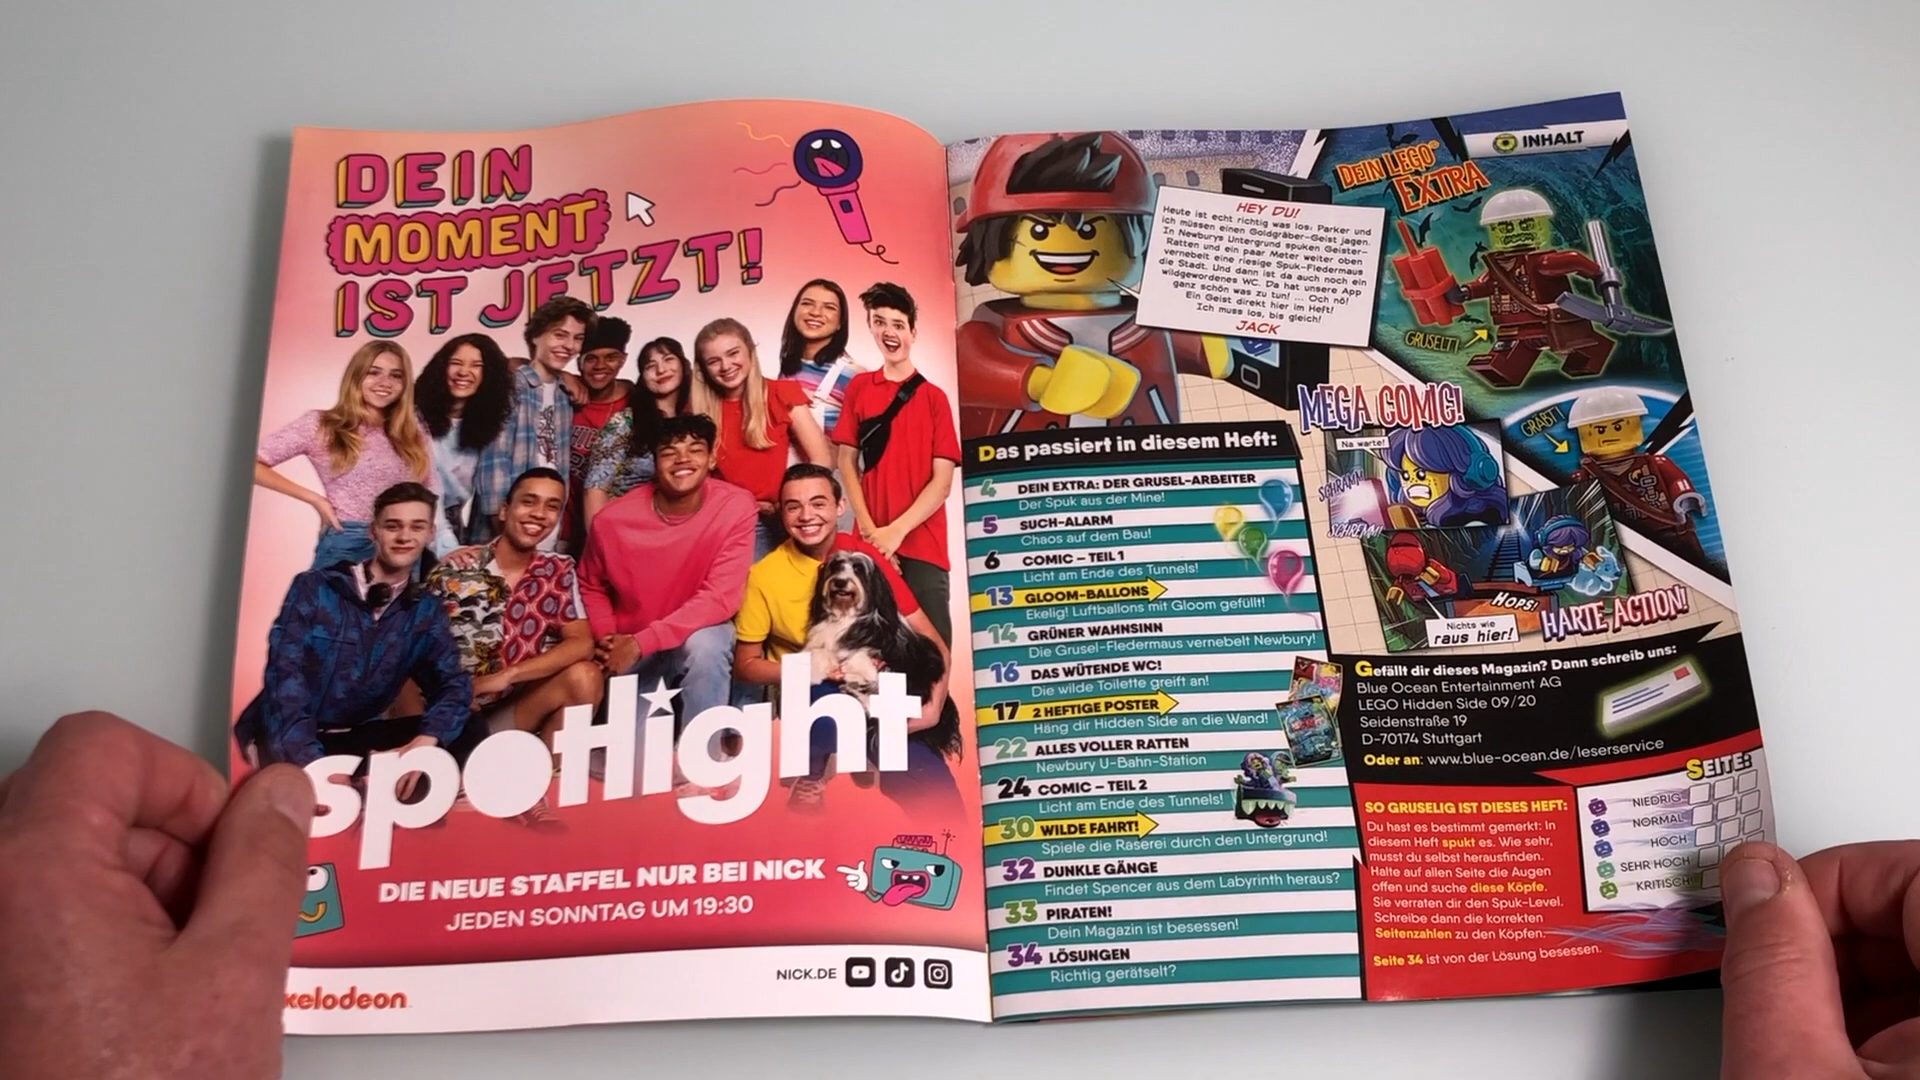 DEIN
MOMENT
IST JETZT!
spotlight
DIE NEUE STAFFEL NUR BEI NICK
JEDEN SONNTAG UM 19:30
NICK.DE
kelodeon
INHALT
HEY DU!
Heute ist echt richtig was los: Parker und
ich müssen einen Goldgräber-Geist jagen.
In Newburys Untergrund spuken Geister-
Ratten und ein paar Meter weiter oben
vernebelt eine riesige Spuk-Fledermaus
die Stadt. Und dann ist da auch noch ein
wildgewordenes WC. Da hat unsere App
ganz schön was zu tun! ... Och nö!
Ein Geist direkt hier im Heft!
Ich muss los, bis gleich!
JACK
DEIN LEGO®
EXTRA
GRUSELT!
GRÄBT!
MEGA COMIC!
Na warte!
SCHRAMM
SCHREMM!
HOPS!
Nichts wie
raus hier!
HARTE ACTION!
Das passiert in diesem Heft:
4 DEIN EXTRA: DER GRUSEL-ARBEITER
Der Spuk aus der Mine!
5 SUCH-ALARM
Chaos auf dem Bau!
6 COMIC – TEIL 1
Licht am Ende des Tunnels!
13 GLOOM-BALLONS
Ekelig! Luftballons mit Gloom gefüllt!
14 GRÜNER WAHNSINN
Die Grusel-Fledermaus vernebelt Newbury!
16 DAS WÜTENDE WC!
Die wilde Toilette greift an!
17 2 HEFTIGE POSTER
Häng dir Hidden Side an die Wand!
22 ALLES VOLLER RATTEN
Newbury U-Bahn-Station
24 COMIC – TEIL 2
Licht am Ende des Tunnels!
30 WILDE FAHRT!
Spiele die Raserei durch den Untergrund!
32 DUNKLE GÄNGE
Findet Spencer aus dem Labyrinth heraus?
33 PIRATEN!
Dein Magazin ist besessen!
34 LÖSUNGEN
Richtig gerätselt?
Gefällt dir dieses Magazin? Dann schreib uns:
Blue Ocean Entertainment AG
LEGO Hidden Side 09/20
Seidenstraße 19
D-70174 Stuttgart
Oder an: www.blue-ocean.de/leserservice
SO GRUSELIG IST DIESES HEFT:
Du hast es bestimmt gemerkt: In
diesem Heft spukt es. Wie sehr,
musst du selbst herausfinden.
Halte auf allen Seite die Augen
offen und suche diese Köpfe.
Sie verraten dir den Spuk-Level.
Schreibe dann die korrekten
Seitenzahlen zu den Köpfen.
Seite 34 ist von der Lösung besessen.
SEITE:
NIEDRIG
NORMAL
HOCH
SEHR HOCH
KRITISCH